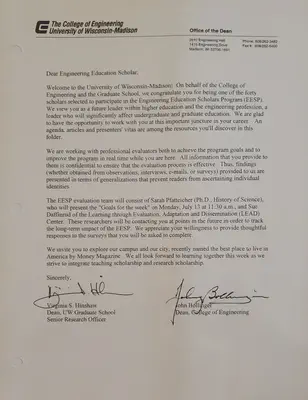 The College of Engineering
University of Wisconsin-Madison
Office of the Dean
2610 Engineering Hall
1415 Engineering Drive
Madison, WI 53706
Dear Engineering Education Scholar,
Welcome to the University of Wisconsin-Madison! On behalf of the College of
Engineering and the Graduate School, we congratulate you for being one of the forty
scholars selected to participate in the Engineering Education Scholars Program (EESP).
We view you as a future leader within higher education and the engineering profession, a
leader who will significantly affect undergraduate and graduate education. We are glad
to have the opportunity to work with you at this important juncture in your career. An
agenda, articles and presenters' vitas are among the resources you'll discover in this
folder.
We are working with professional evaluators both to achieve the program goals and to
improve the program in real time while you are here. All information that you provide to
them is confidential to ensure that the evaluation process is effective. Thus, findings
(whether obtained from observations, interviews, e-mails, or surveys) provided to us are
presented in terms of generalizations that prevent readers from ascertaining individual
identities.
The EESP evaluation team will consist of Sarah Pfatteicher (Ph.D., History of Science),
who will present the "Goals for the week" on Monday, July 13 at 11:30 a.m., and Sue
Daffinrud of the Learning through Evaluation, Adaptation and Dissemination (LEAD)
Center. These researchers will be contacting you at points in the future in order to track
the long-term impact of the EESP. We appreciate your willingness to provide thoughtful
responses to the surveys that you will be asked to complete.
We invite you to explore our campus and our city, recently named the best place to live in
America by Money Magazine. We all look forward to learning together this week as we
strive to integrate teaching scholarship and research scholarship.
Sincerely,
Virginia S. Hinshaw
Dean, UW Graduate School
Senior Research Officer
John Bollinger
Dean, College of Engineering